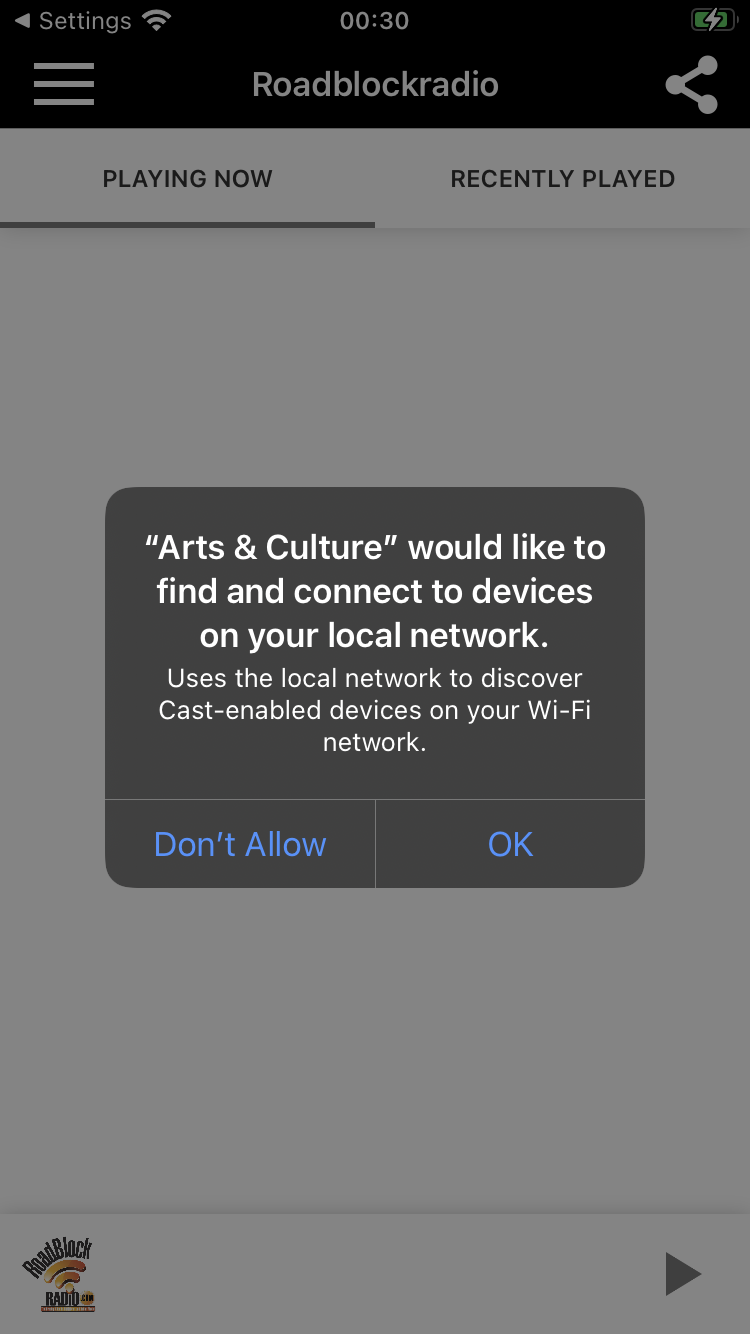 ◀ Settings 00:30
Roadblockradio
PLAYING NOW RECENTLY PLAYED
“Arts & Culture” would like to
find and connect to devices
on your local network.
Uses the local network to discover
Cast-enabled devices on your Wi-Fi
network.
Don’t Allow OK
RoadBlock
RADIO .COM